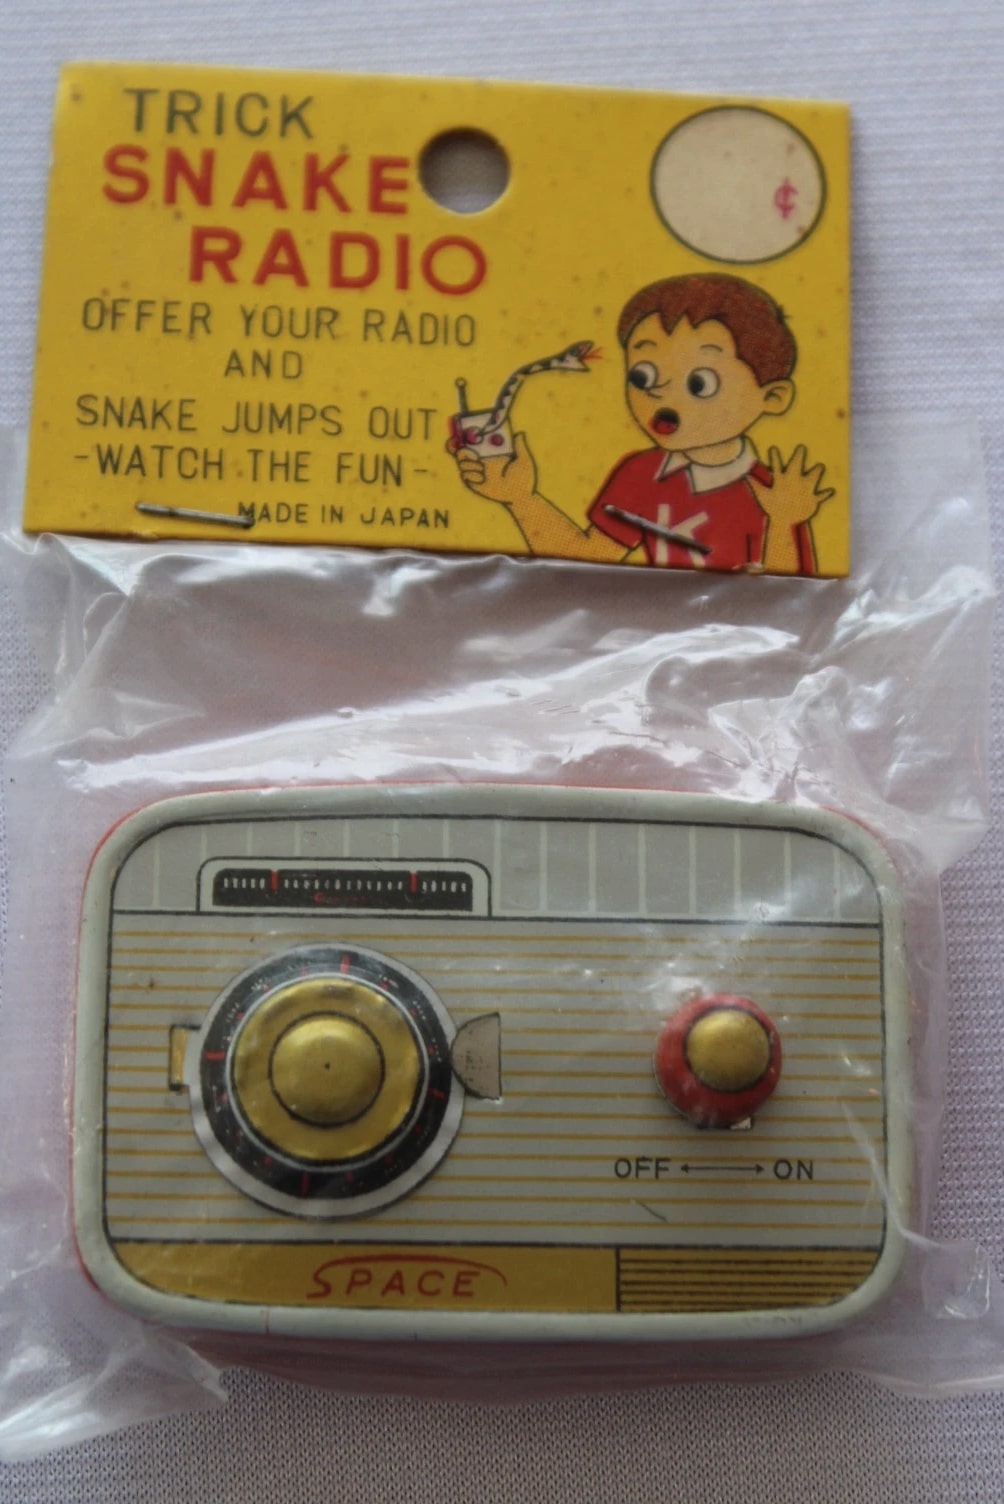 TRICK
SNAKE
RADIO
¢
OFFER YOUR RADIO
AND
SNAKE JUMPS OUT
-WATCH THE FUN-
MADE IN JAPAN
K
OFF ←→ ON
SPACE